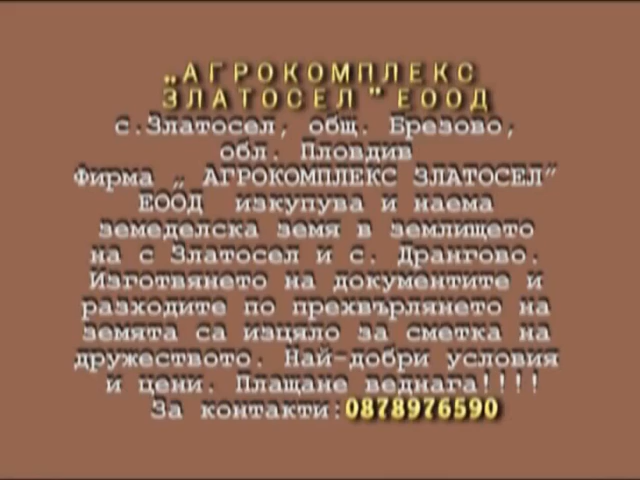 „АГРОКОМПЛЕКС
ЗЛАТОСЕЛ " ЕООД
с.Златосел, общ. Брезово,
обл. Пловдив
Фирма „ АГРОКОМПЛЕКС ЗЛАТОСЕЛ"
ЕООД изкупува и наема
земеделска земя в землището
на с Златосел и с. Дрангово.
Изготвянето на документите и
разходите по прехвърлянето на
земята са изцяло за сметка на
дружеството. Най-добри условия
и цени. Плащане веднага!!!!
За контакти:0878976590